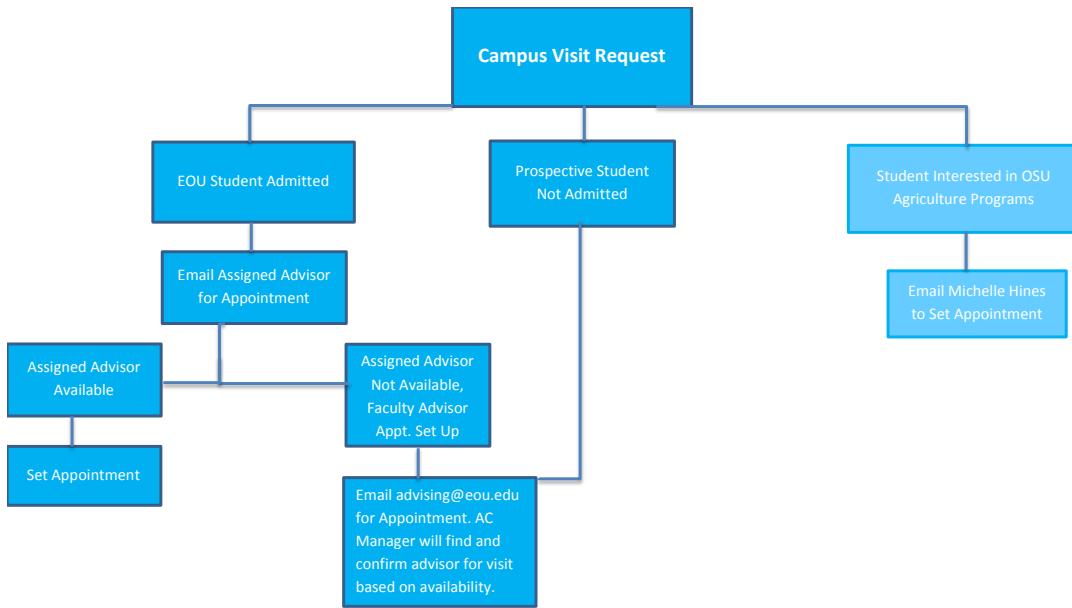 Campus Visit Request
EOU Student Admitted
Prospective Student
Not Admitted
Student Interested in OSU
Agriculture Programs
Email Assigned Advisor
for Appointment
Email Michelle Hines
to Set Appointment
Assigned Advisor
Available
Assigned Advisor
Not Available,
Faculty Advisor
Appt. Set Up
Set Appointment
Email advising@eou.edu
for Appointment. AC
Manager will find and
confirm advisor for visit
based on availability.